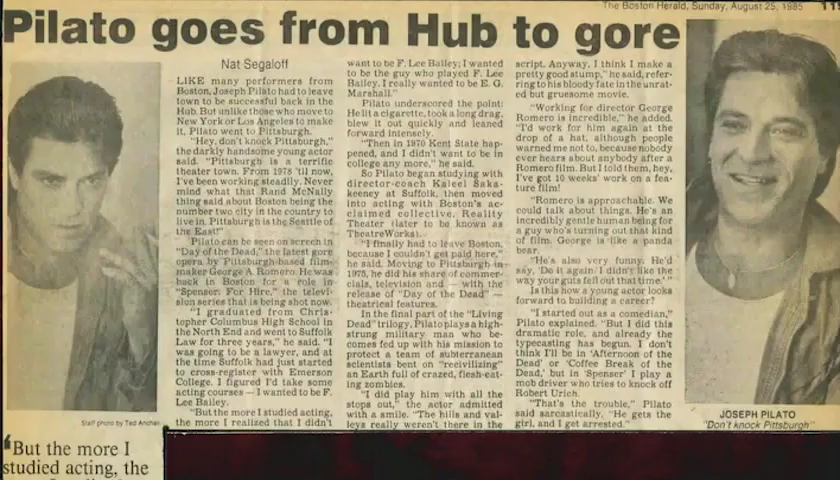 The Boston Herald, Sunday, August 25, 1985
Pilato goes from Hub to gore
Nat Segaloff
LIKE many performers from
Boston, Joseph Pilato had to leave
town to be successful back in the
Hub. But unlike those who move to
New York or Los Angeles to make
it, Pilato went to Pittsburgh.
"Hey, don't knock Pittsburgh,"
the darkly handsome young actor
said. "Pittsburgh is a terrific
theater town. From 1978 'til now,
I've been working steadily. Never
mind what that Rand McNally
thing said about Boston being the
number two city in the country to
live in. Pittsburgh is the Seattle of
the East!"
Pilato can be seen on screen in
"Day of the Dead," the latest gore
opera by Pittsburgh-based film-
maker George A. Romero. He was
back in Boston for a role in
"Spenser: For Hire," the televi-
sion series that is being shot now.
"I graduated from Chris-
topher Columbus High School in
the North End and went to Suffolk
Law for three years," he said. "I
was going to be a lawyer, and at
the time Suffolk had just started
to cross-register with Emerson
College. I figured I'd take some
acting courses — I wanted to be F.
Lee Bailey.
"But the more I studied acting,
the more I realized that I didn't
want to be F. Lee Bailey; I wanted
to be the guy who played F. Lee
Bailey. I really wanted to be E. G.
Marshall."
Pilato underscored the point:
He lit a cigarette, took a long drag,
blew it out quickly and leaned
forward intensely.
"Then in 1970 Kent State hap-
pened, and I didn't want to be in
college any more," he said.
So Pilato began studying with
director-coach Kaleel Saka-
keeny at Suffolk, then moved
into acting with Boston's ac-
claimed collective, Reality
Theater (later to be known as
TheatreWorks).
"I finally had to leave Boston,
because I couldn't get paid here,"
he said. Moving to Pittsburgh in
1978, he did his share of commer-
cials, television and — with the
release of "Day of the Dead" —
theatrical features.
In the final part of the "Living
Dead" trilogy, Pilato plays a high-
strung military man who be-
comes fed up with his mission to
protect a team of subterranean
scientists bent on "recivilizing"
an Earth full of crazed, flesh-eat-
ing zombies.
"I did play him with all the
stops out," the actor admitted
with a smile. "The hills and val-
leys really weren't there in the
script. Anyway, I think I make a
pretty good stump," he said, refer-
ring to his bloody fate in the unrat-
ed but gruesome movie.
"Working for director George
Romero is incredible," he added.
"I'd work for him again at the
drop of a hat, although people
warned me not to, because nobody
ever hears about anybody after a
Romero film. But I told them, hey,
I've got 10 weeks' work on a fea-
ture film!
"Romero is approachable. We
could talk about things. He's an
incredibly gentle human being for
a guy who's turning out that kind
of film. George is like a panda
bear.
"He's also very funny. He'd
say, 'Do it again! I didn't like the
way your guts fell out that time.'"
Is this how a young actor looks
forward to building a career?
"I started out as a comedian,"
Pilato explained. "But I did this
dramatic role, and already the
typecasting has begun. I don't
think I'll be in 'Afternoon of the
Dead' or 'Coffee Break of the
Dead,' but in 'Spenser' I play a
mob driver who tries to knock off
Robert Urich.
"That's the trouble," Pilato
said sarcastically, "He gets the
girl, and I get arrested."
Staff photo by Ted
JOSEPH PILATO
"Don't knock Pittsburgh"
'But the more I
studied acting, the